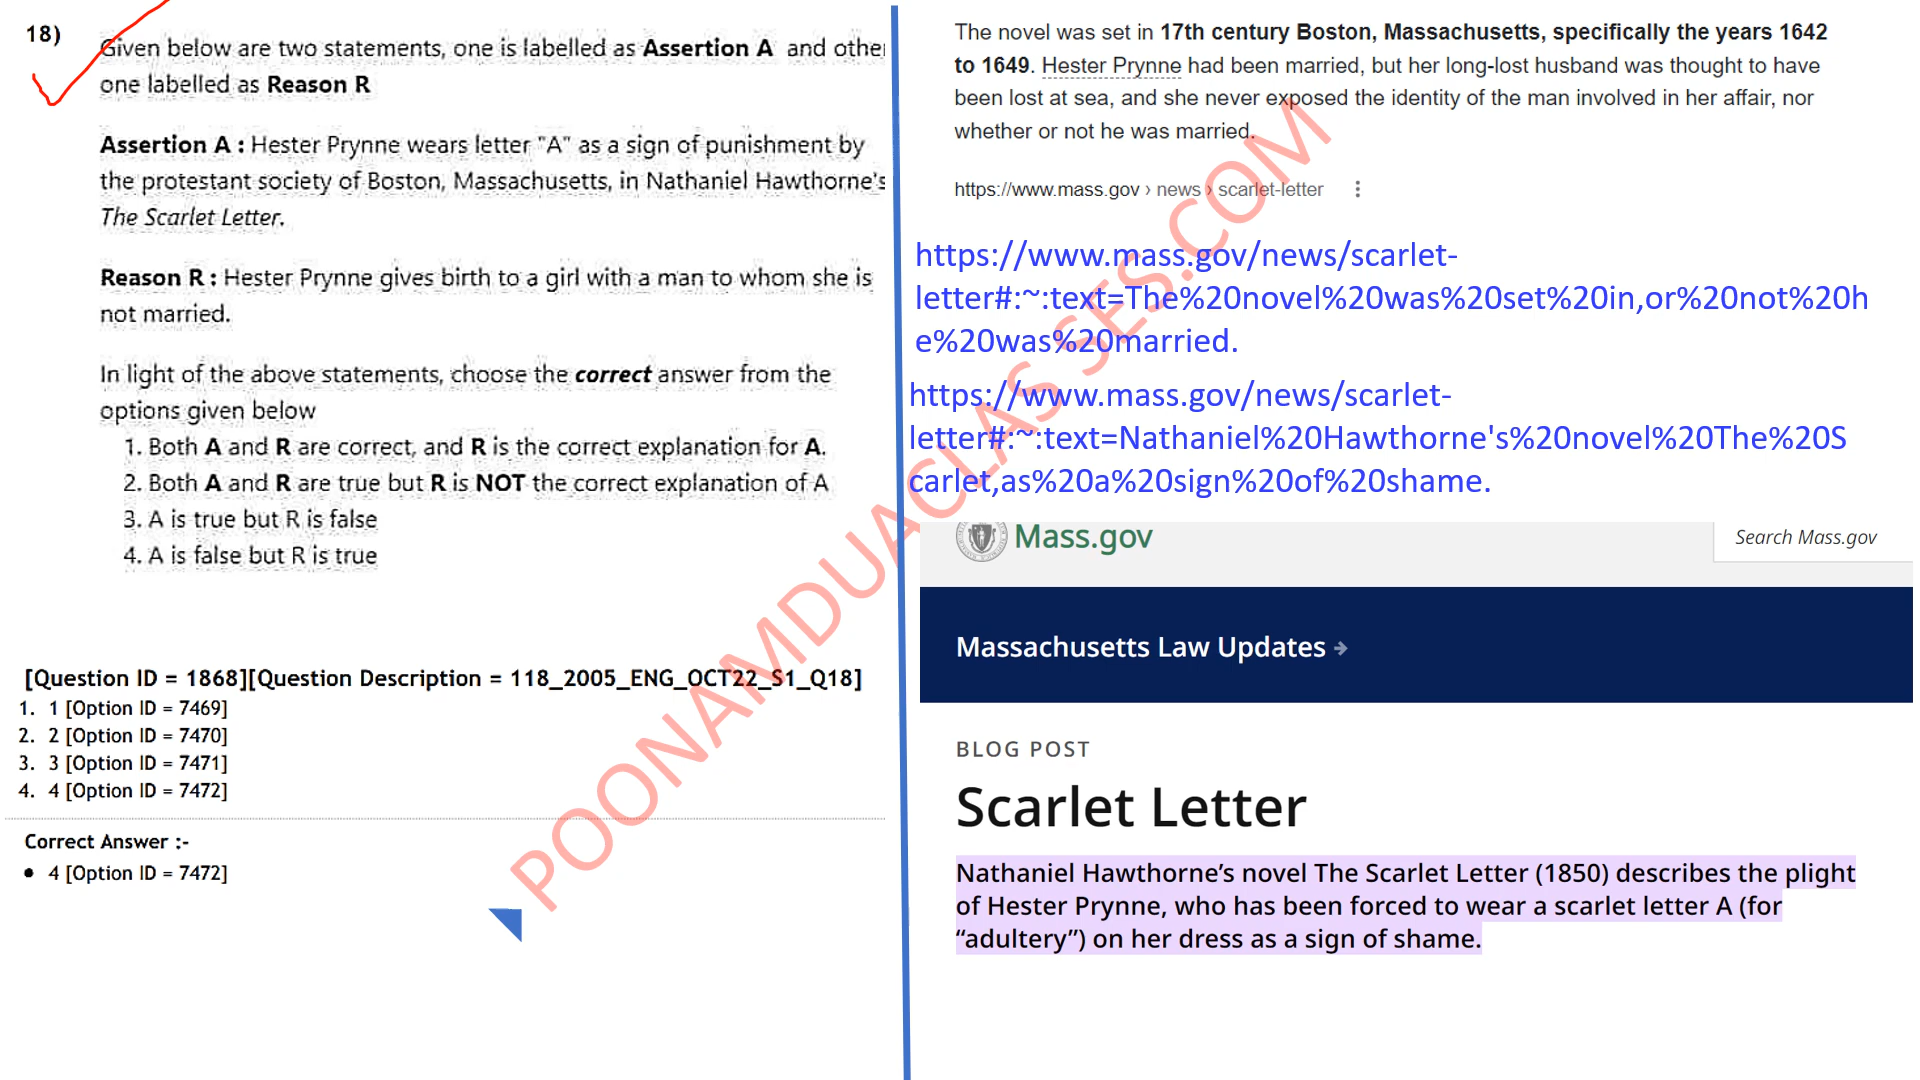 18)
Given below are two statements, one is labelled as Assertion A and other
one labelled as Reason R
Assertion A : Hester Prynne wears letter "A" as a sign of punishment by
the protestant society of Boston, Massachusetts, in Nathaniel Hawthorne's
The Scarlet Letter.
Reason R : Hester Prynne gives birth to a girl with a man to whom she is
not married.
In light of the above statements, choose the correct answer from the
options given below
1. Both A and R are correct, and R is the correct explanation for A.
2. Both A and R are true but R is NOT the correct explanation of A
3. A is true but R is false
4. A is false but R is true
[Question ID = 1868][Question Description = 118_2005_ENG_OCT22_S1_Q18]
1. 1 [Option ID = 7469]
2. 2 [Option ID = 7470]
3. 3 [Option ID = 7471]
4. 4 [Option ID = 7472]
Correct Answer :-
• 4 [Option ID = 7472]
The novel was set in 17th century Boston, Massachusetts, specifically the years 1642
to 1649. Hester Prynne had been married, but her long-lost husband was thought to have
been lost at sea, and she never exposed the identity of the man involved in her affair, nor
whether or not he was married.
https://www.mass.gov › news › scarlet-letter
https://www.mass.gov/news/scarlet-
letter#:~:text=The%20novel%20was%20set%20in,or%20not%20h
e%20was%20married.
https://www.mass.gov/news/scarlet-
letter#:~:text=Nathaniel%20Hawthorne's%20novel%20The%20S
carlet,as%20a%20sign%20of%20shame.
Mass.gov
Search Mass.gov
Massachusetts Law Updates →
BLOG POST
Scarlet Letter
Nathaniel Hawthorne’s novel The Scarlet Letter (1850) describes the plight
of Hester Prynne, who has been forced to wear a scarlet letter A (for
“adultery”) on her dress as a sign of shame.
POONAMDUACLAS SES.COM